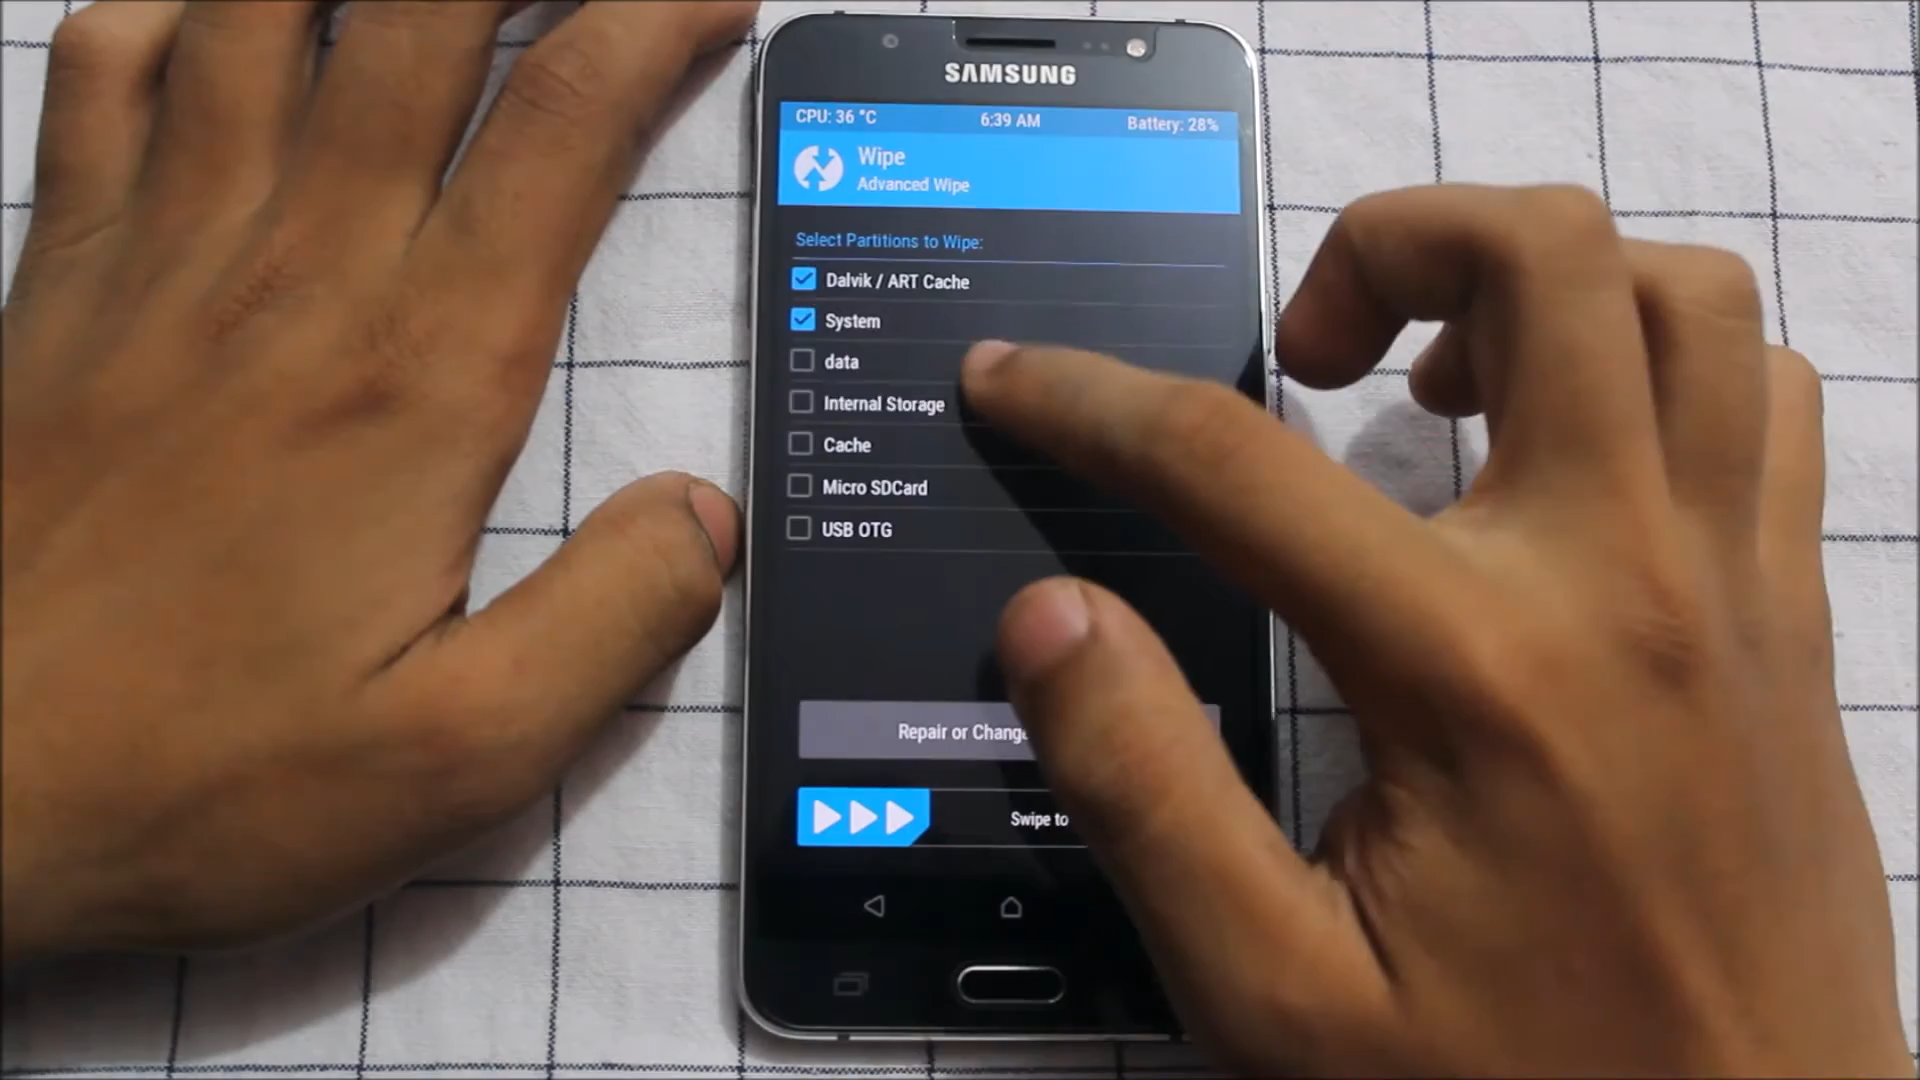 SAMSUNG
CPU: 36 °C 6:39 AM Battery: 28%
Wipe
Advanced Wipe
Select Partitions to Wipe:
Dalvik / ART Cache
System
data
Internal Storage
Cache
Micro SDCard
USB OTG
Repair or Change
Swipe to